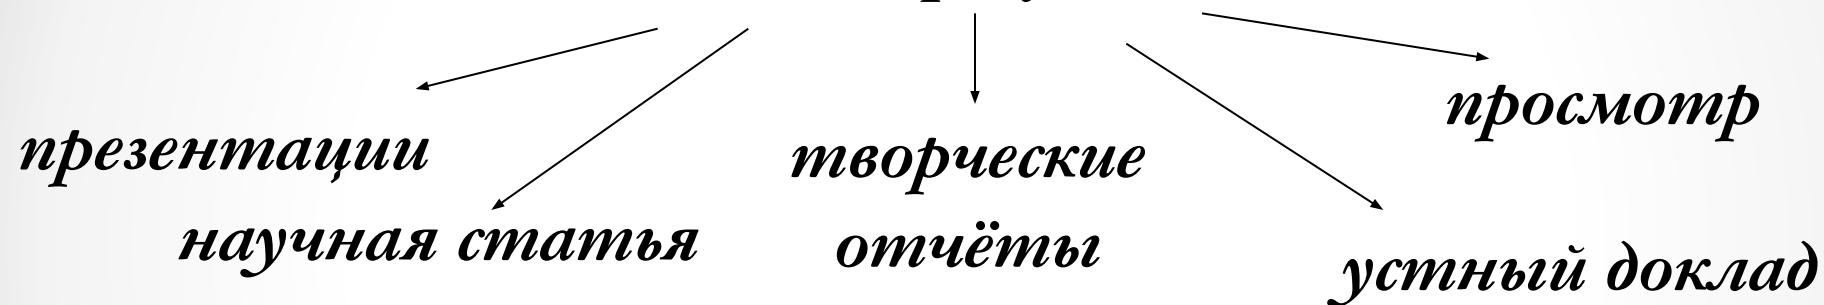 просмотр
презентации
творческие
научная статья
отчёты
устный доклад